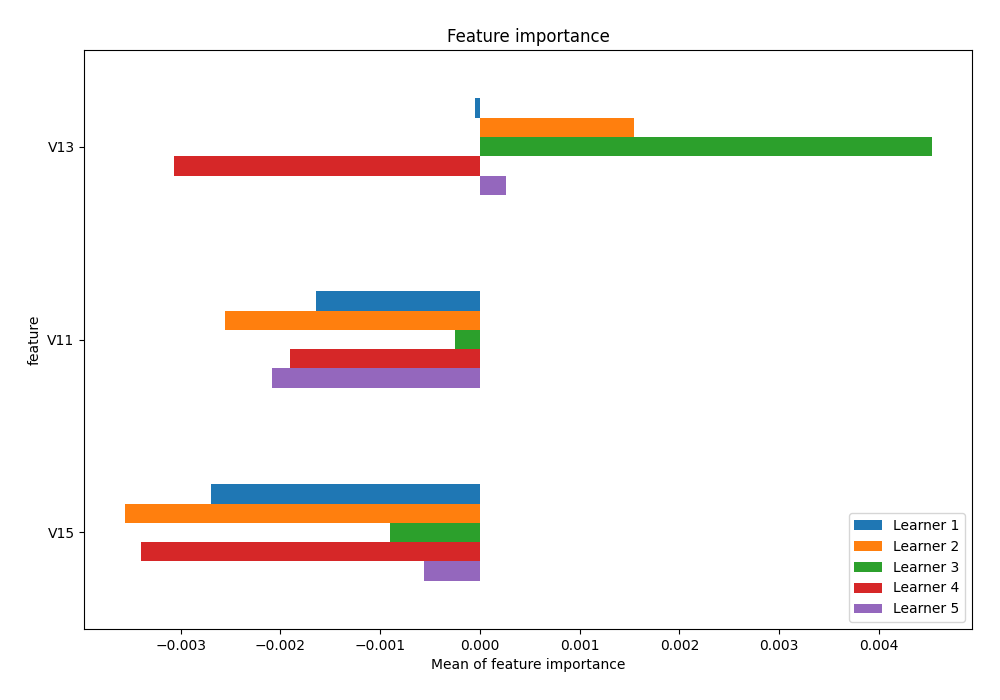 Feature importance
V13
V11
V15
feature
−0.003
−0.002
−0.001
0.000
0.001
0.002
0.003
0.004
Mean of feature importance
Learner 1
Learner 2
Learner 3
Learner 4
Learner 5